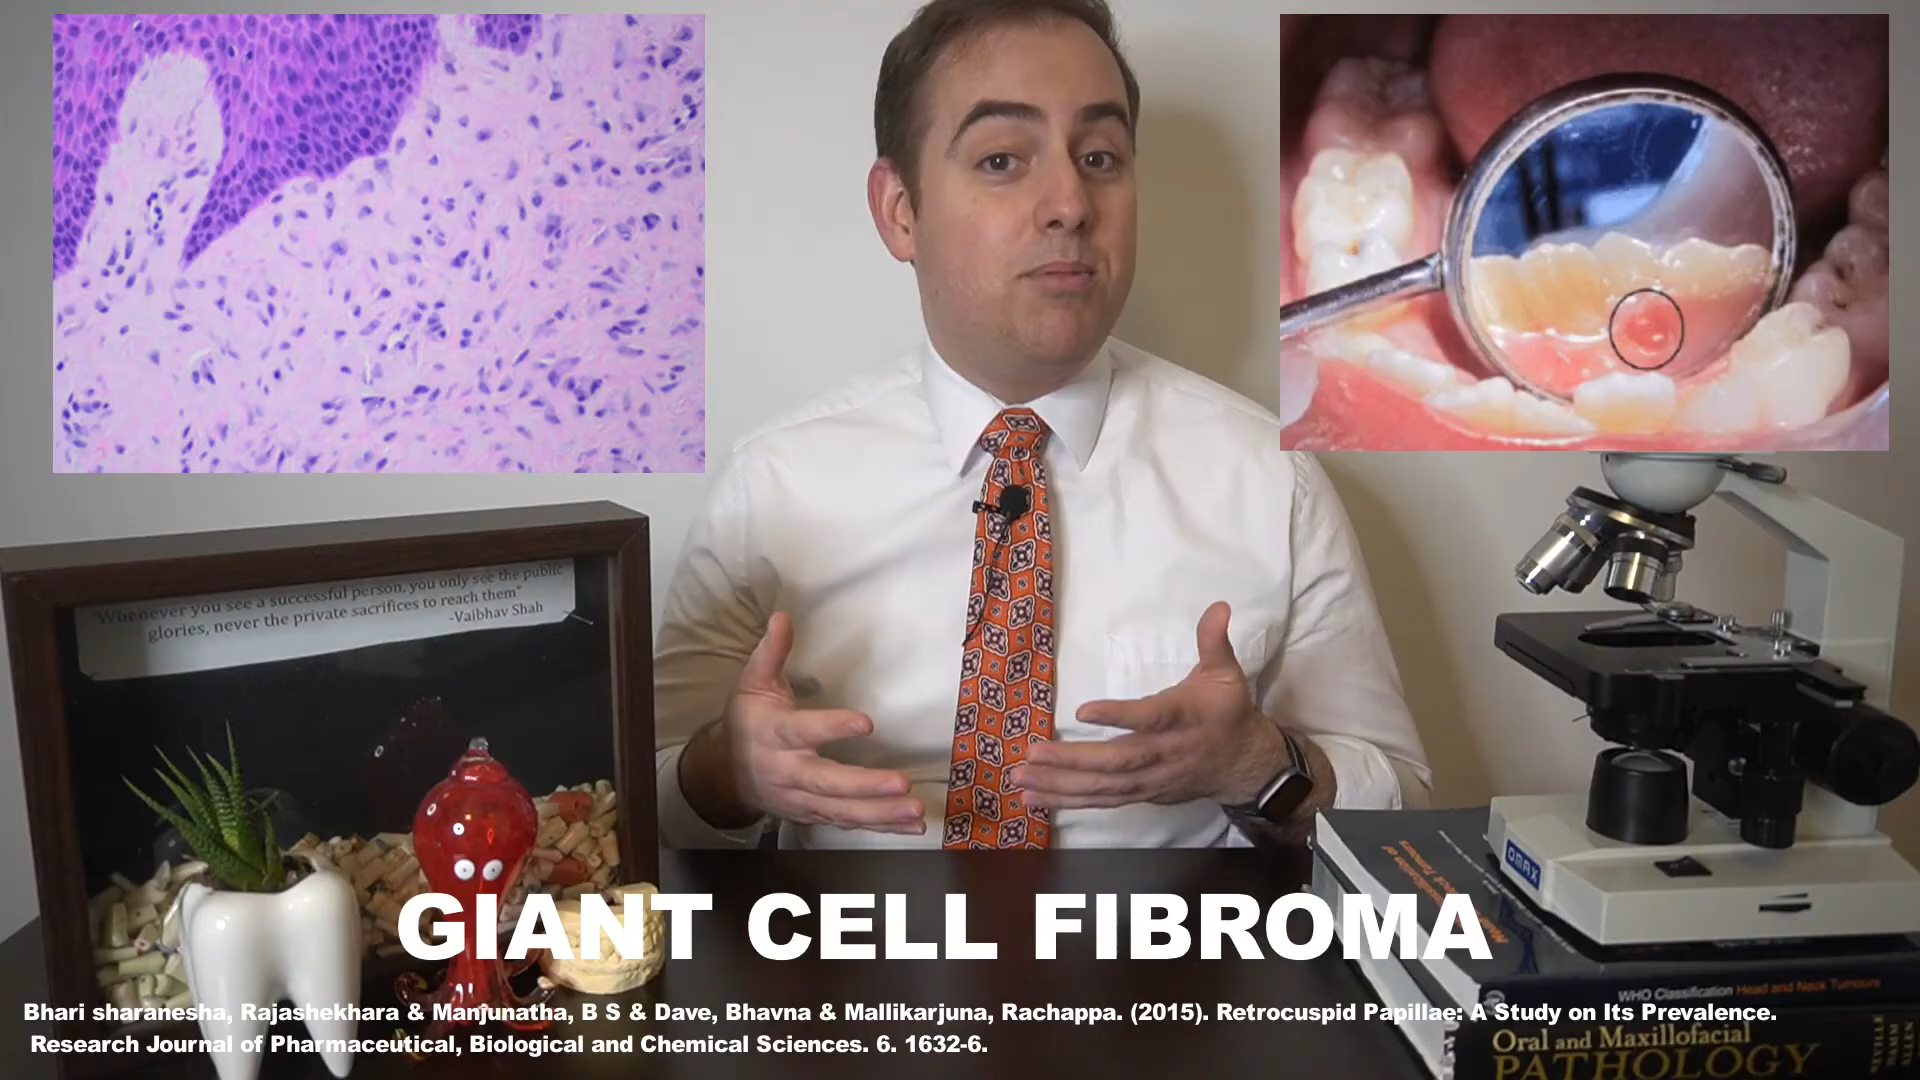 "Whenever you see a successful person, you only see the public
glories, never the private sacrifices to reach them"
-Vaibhav Shah
OMAX
GIANT CELL FIBROMA
WHO Classification Head and Neck Tumours
Bhari sharanesha, Rajashekhara & Manjunatha, B S & Dave, Bhavna & Mallikarjuna, Rachappa. (2015). Retrocuspid Papillae: A Study on Its Prevalence.
Research Journal of Pharmaceutical, Biological and Chemical Sciences. 6. 1632-6.
Oral and Maxillofacial
PATHOLOGY
NEVILLE
DAMM
ALLEN